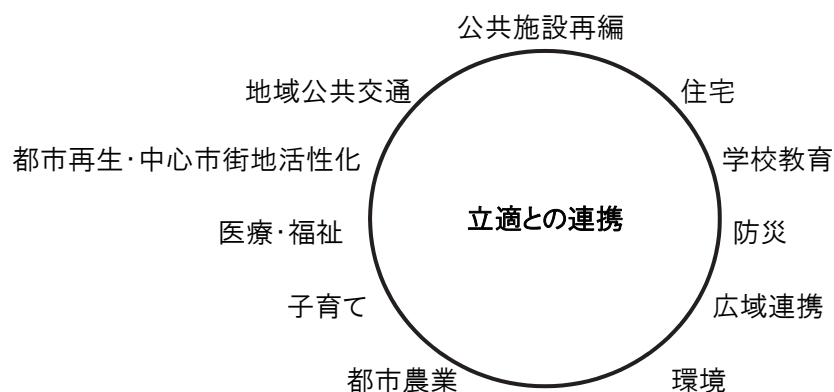 公共施設再編
地域公共交通
住宅
都市再生・中心市街地活性化
学校教育
立適との連携
医療・福祉
防災
子育て
広域連携
都市農業
環境